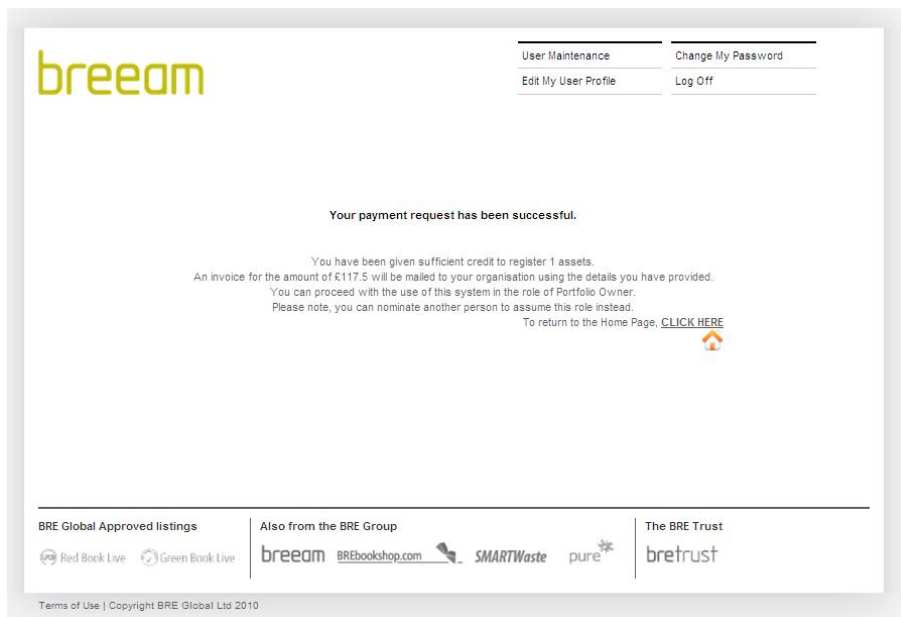 breeam
User Maintenance
Change My Password
Edit My User Profile
Log Off
Your payment request has been successful.
You have been given sufficient credit to register 1 assets.
An invoice for the amount of £117.5 will be mailed to your organisation using the details you have provided.
You can proceed with the use of this system in the role of Portfolio Owner.
Please note, you can nominate another person to assume this role instead.
To return to the Home Page, CLICK HERE
BRE Global Approved listings
Also from the BRE Group
The BRE Trust
Red Book Live
Green Book Live
breeam
BREbookshop.com
SMARTWaste
pure
bretrust
Terms of Use | Copyright BRE Global Ltd 2010